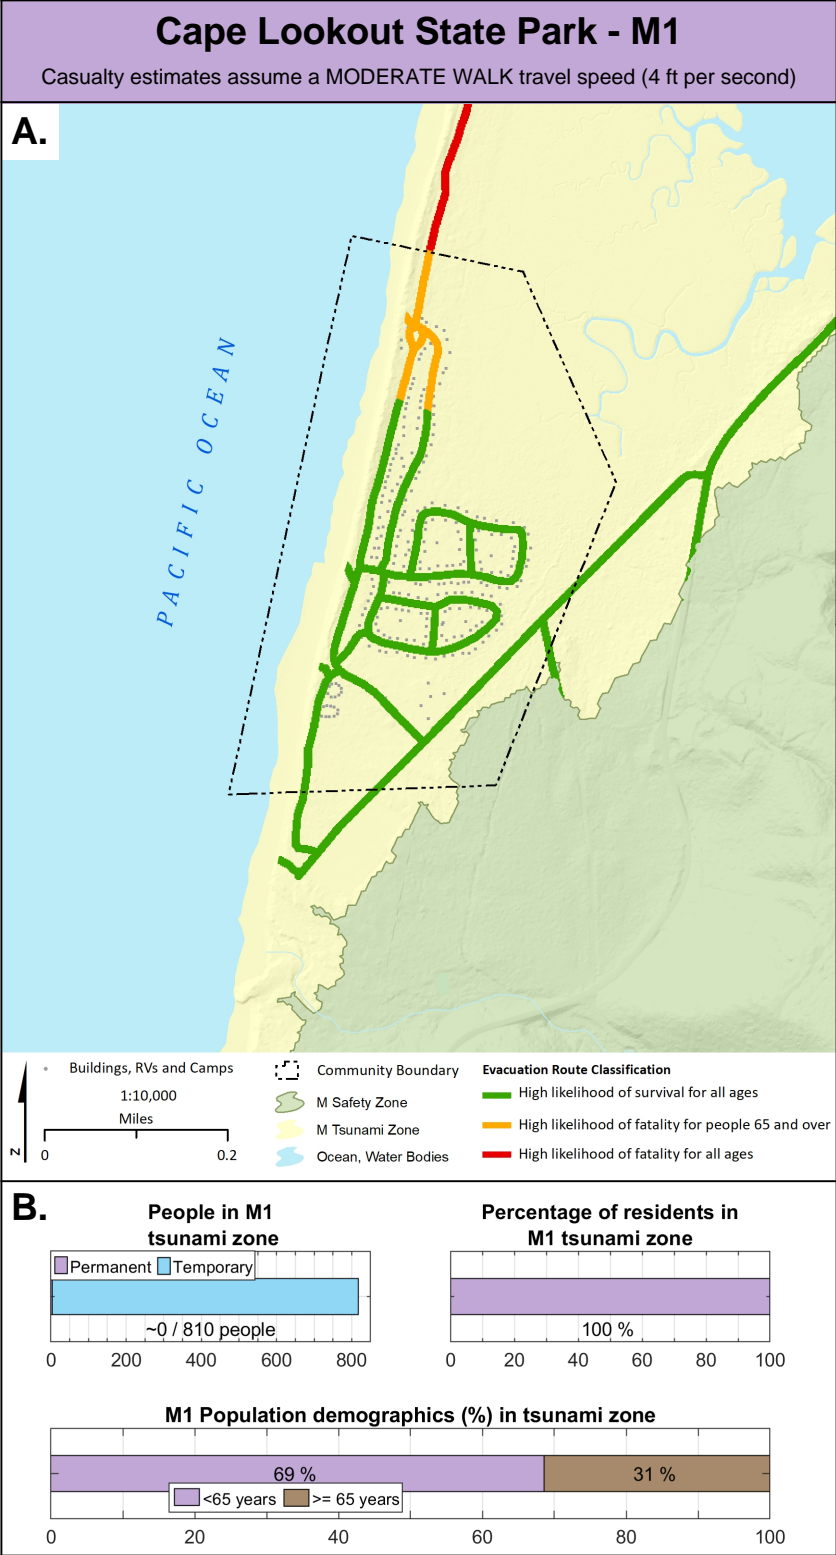 Cape Lookout State Park - M1
Casualty estimates assume a MODERATE WALK travel speed (4 ft per second)
A.
PACIFIC OCEAN
N
Buildings, RVs and Camps
1:10,000
Miles
0 0.2
Community Boundary
M Safety Zone
M Tsunami Zone
Ocean, Water Bodies
Evacuation Route Classification
High likelihood of survival for all ages
High likelihood of fatality for people 65 and over
High likelihood of fatality for all ages
B.
People in M1
tsunami zone
Permanent Temporary
~0 / 810 people
0 200 400 600 800
Percentage of residents in
M1 tsunami zone
100 %
0 20 40 60 80 100
M1 Population demographics (%) in tsunami zone
69 % 31 %
<65 years >= 65 years
0 20 40 60 80 100